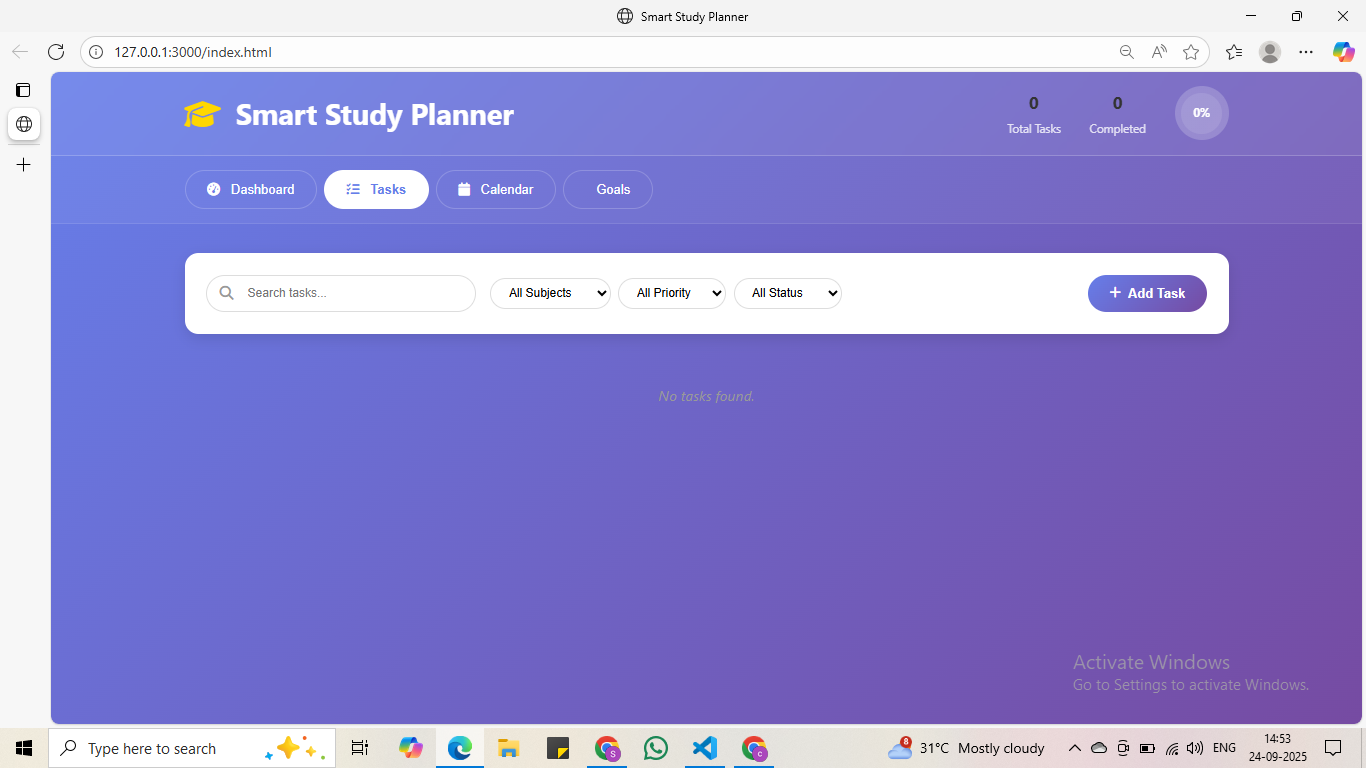 Smart Study Planner
127.0.0.1:3000/index.html
Smart Study Planner
0
Total Tasks
0
Completed
0%
Dashboard
Tasks
Calendar
Goals
Search tasks...
All Subjects
All Priority
All Status
+ Add Task
No tasks found.
Activate Windows
Go to Settings to activate Windows.
Type here to search
S
c
8
31°C Mostly cloudy
ENG
14:53
24-09-2025